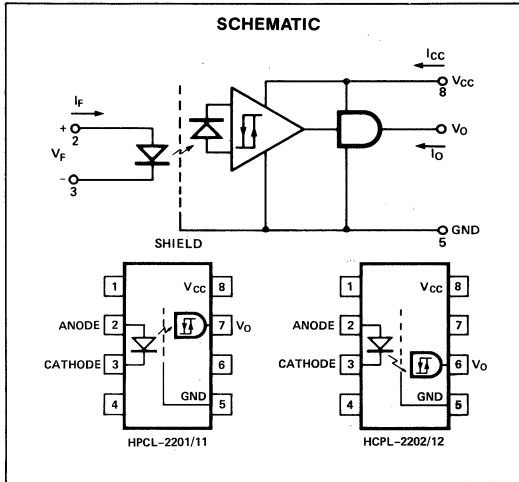 SCHEMATIC
ICC
VCC
8
IF
+
2
VF
–
3
VO
IO
GND
5
SHIELD
1
VCC
8
ANODE
2
7
VO
CATHODE
3
6
4
GND
5
HPCL-2201/11
1
VCC
8
ANODE
2
7
CATHODE
3
6
VO
4
GND
5
HCPL-2202/12